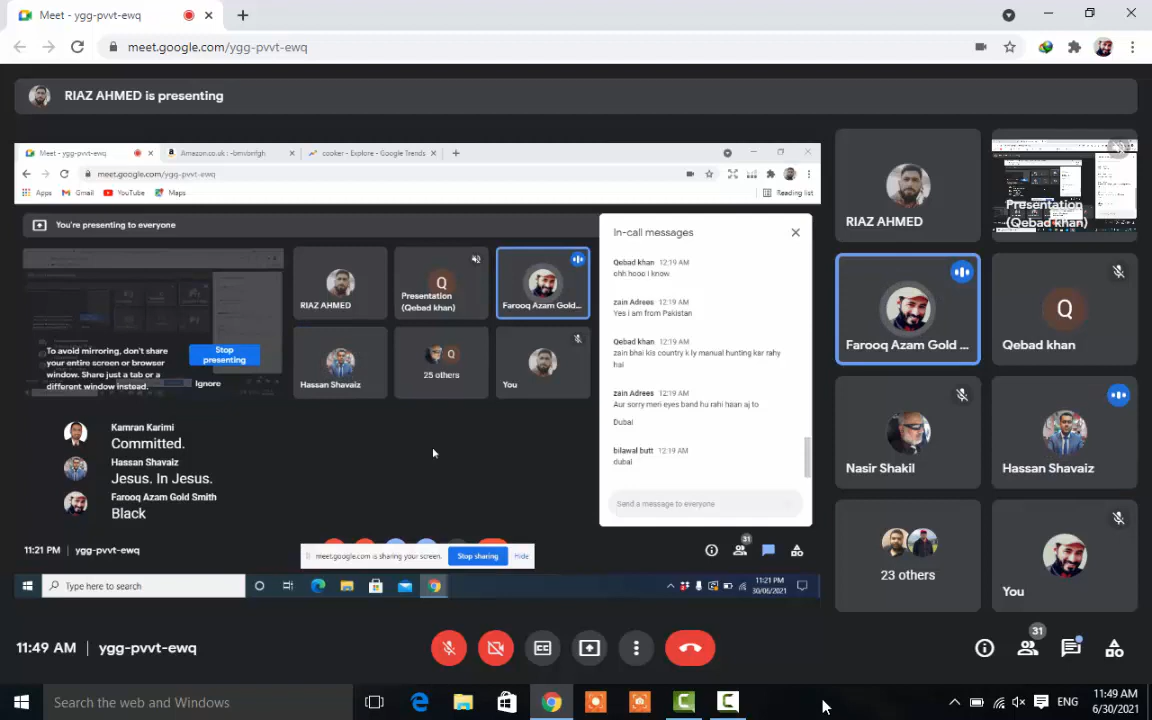 Meet - ygg-pvvt-ewq
meet.google.com/ygg-pvvt-ewq
RIAZ AHMED is presenting
Meet - ygg-pvvt-ewq
Amazon.co.uk : -bmvbnfgh
cooker - Explore - Google Trends
meet.google.com/ygg-pvvt-ewq
Apps
Gmail
YouTube
Maps
Reading list
You're presenting to everyone
To avoid mirroring, don't share
your entire screen or browser
window. Share just a tab or a
different window instead.
Stop
presenting
Ignore
RIAZ AHMED
Q
Presentation
(Qebad khan)
Farooq Azam Gold...
Hassan Shavaiz
Q
25 others
You
Kamran Karimi
Committed.
Hassan Shavaiz
Jesus. In Jesus.
Farooq Azam Gold Smith
Black
In-call messages
Qebad khan 12:19 AM
ohh hooo I know
zain Adrees 12:19 AM
Yes i am from Pakistan
Qebad khan 12:19 AM
zain bhai kis country k ly manual hunting kar rahy
hai
zain Adrees 12:19 AM
Aur sorry meri eyes band hu rahi haan aj to
Dubai
bilawal butt 12:19 AM
dubai
Send a message to everyone
11:21 PM | ygg-pvvt-ewq
meet.google.com is sharing your screen.
Stop sharing
Hide
31
Type here to search
11:21 PM
30/06/2021
RIAZ AHMED
Presentation
(Qebad khan)
Farooq Azam Gold ...
Q
Qebad khan
Nasir Shakil
Hassan Shavaiz
23 others
You
11:49 AM | ygg-pvvt-ewq
31
Search the web and Windows
ENG
11:49 AM
6/30/2021